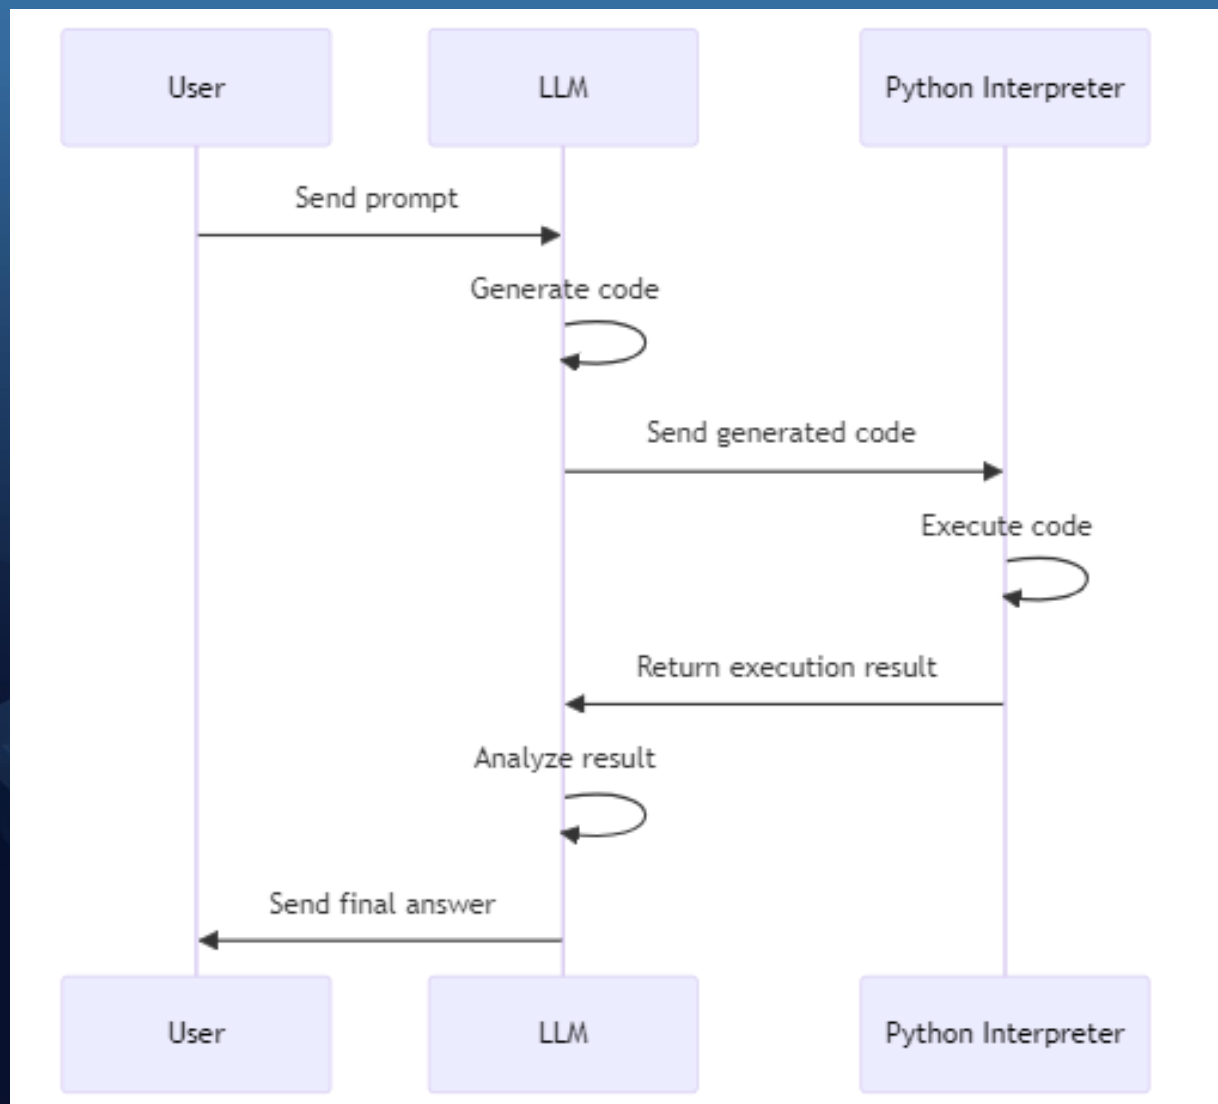 User
LLM
Python Interpreter
Send prompt
Generate code
Send generated code
Execute code
Return execution result
Analyze result
Send final answer
User
LLM
Python Interpreter